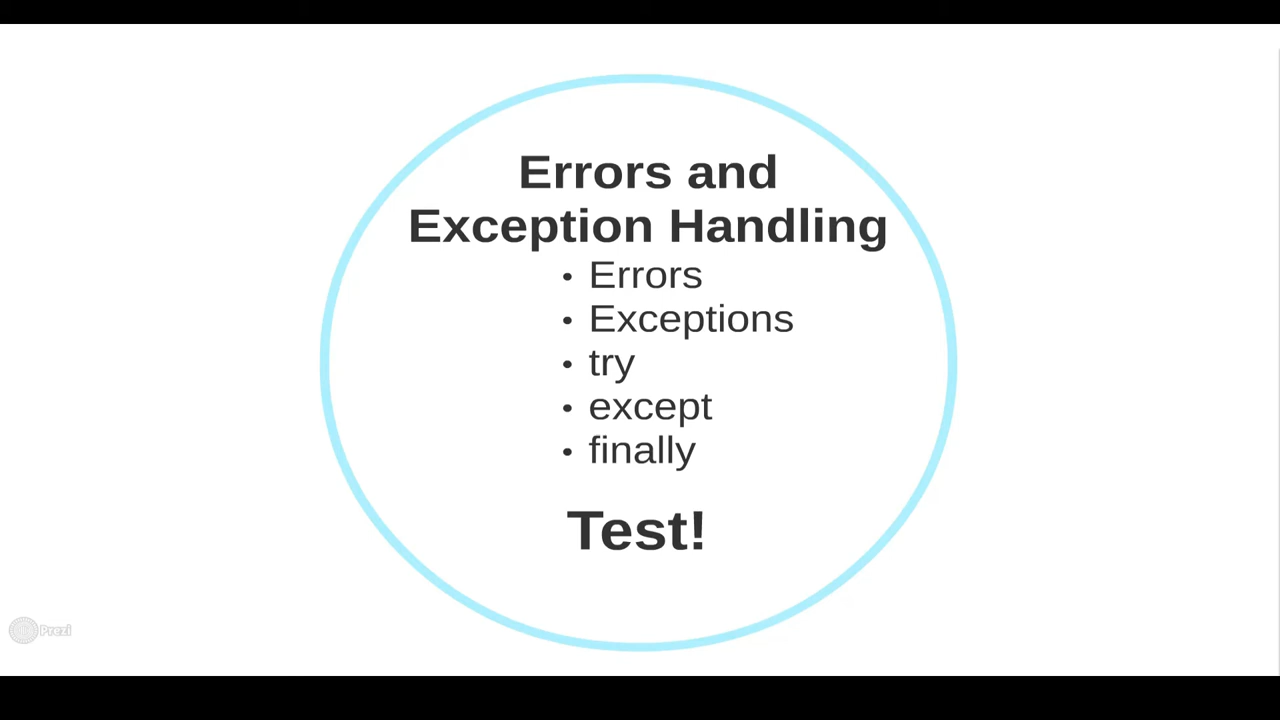 Errors and
Exception Handling
• Errors
• Exceptions
• try
• except
• finally
Test!
Prezi